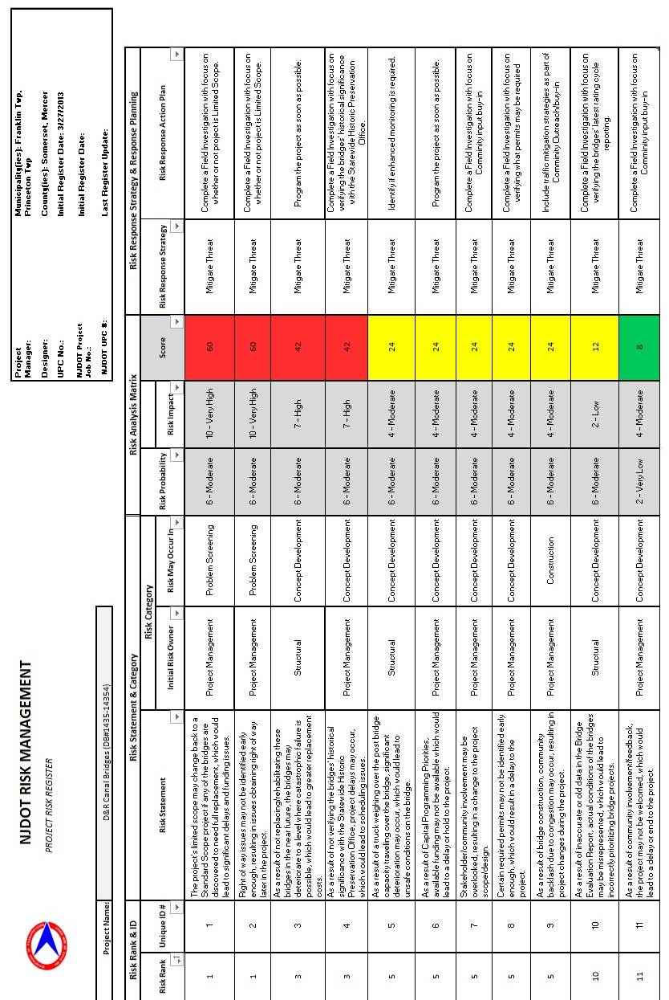 NJDOT RISK MANAGEMENT
PROJECT RISK REGISTER
Project Name:
D&R Canal Bridges (DB#1435-14354)
Project
Manager:
Municipality(ies): Franklin Twp,
Princeton Twp
Designer:
County(ies): Somerset, Mercer
UPC No.:
Initial Register Date: 3/27/2013
NJDOT Project
Job No.:
Initial Register Date:
NJDOT UPC #:
Last Register Update:
Risk Rank & ID
Risk Statement & Category
Risk Analysis Matrix
Risk Response Strategy & Response Planning
Risk Rank
Unique ID #
Risk Statement
Risk Category
Initial Risk Owner
Risk May Occur In
Risk Probability
Risk Impact
Score
Risk Response Strategy
Risk Response Action Plan
1
1
The project's limited scope may change back to a
Standard Scope project if any of the bridges are
discovered to need full replacement, which would
lead to significant delays and funding issues.
Project Management
Problem Screening
6 - Moderate
10 - Very High
60
Mitigate Threat
Complete a Field Investigation with focus on
whether or not project is Limited Scope.
1
2
Right of way issues may not be identified early
enough, resulting in issues obtaining right of way
later in the project.
Project Management
Problem Screening
6 - Moderate
10 - Very High
60
Mitigate Threat
Complete a Field Investigation with focus on
whether or not project is Limited Scope.
3
3
As a result of not replacing/rehabilitating these
bridges in the near future, the bridges may
deteriorate to a level where catastrophic failure is
possible, which would lead to greater replacement
costs.
Structural
Concept Development
6 - Moderate
7 - High
42
Mitigate Threat
Program the project as soon as possible.
3
4
As a result of not verifying the bridges' historical
significance with the Statewide Historic
Preservation Office, project delays may occur,
which would lead to scheduling issues.
Project Management
Concept Development
6 - Moderate
7 - High
42
Mitigate Threat
Complete a Field Investigation with focus on
verifying the bridges' historical significance
with the Statewide Historic Preservation
Office.
5
5
As a result of a truck weighing over the post bridge
capacity traveling over the bridge, significant
deterioration may occur, which would lead to
unsafe conditions on the bridge.
Structural
Concept Development
6 - Moderate
4 - Moderate
24
Mitigate Threat
Identify if enhanced monitoring is required.
5
6
As a result of Capital Programming Priorities,
available funding may not be available which would
lead to a delay or hold to the project.
Project Management
Concept Development
6 - Moderate
4 - Moderate
24
Mitigate Threat
Program the project as soon as possible.
5
7
Stakeholder/community involvement may be
overlooked, resulting in a change to the project
scope/design.
Project Management
Concept Development
6 - Moderate
4 - Moderate
24
Mitigate Threat
Complete a Field Investigation with focus on
Comminity input buy-in
5
8
Certain required permits may not be identified early
enough, which would result in a delay to the
project.
Project Management
Concept Development
6 - Moderate
4 - Moderate
24
Mitigate Threat
Complete a Field Investigation with focus on
verifying what permits may be required
5
9
As a result of bridge construction, community
backlash due to congestion may occur, resulting in
project changes during the project.
Project Management
Construction
6 - Moderate
4 - Moderate
24
Mitigate Threat
Include traffic mitigation strategies as part of
Comminity Outreach/buy-in
10
10
As a result of inaccurate or old data in the Bridge
Evaluation Report, actual conditions of the bridges
may be misrepresented, which would lead to
incorrectly prioritizing bridge projects.
Structural
Concept Development
6 - Moderate
2 - Low
12
Mitigate Threat
Complete a Field Investigation with focus on
verifying the bridges' latest rating cycle
reporting.
11
11
As a result of community involvement/feedback,
the project may not be welcomed, which would
lead to a delay or end to the project.
Project Management
Concept Development
2 - Very Low
4 - Moderate
8
Mitigate Threat
Complete a Field Investigation with focus on
Comminity input buy-in